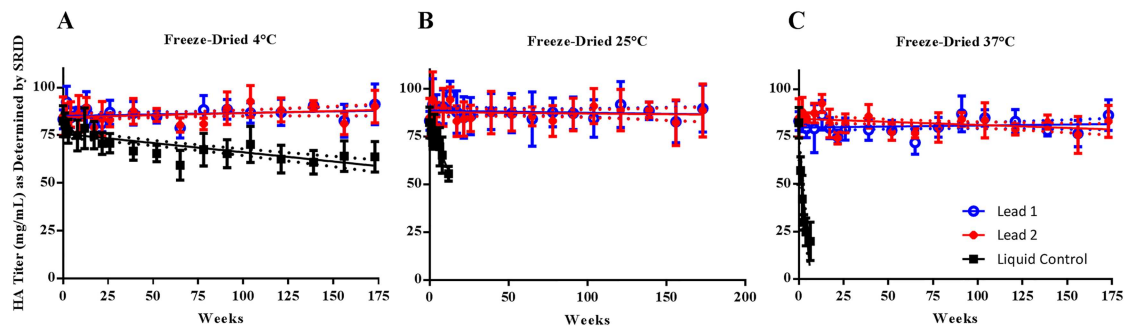 A
B
C
Freeze-Dried 4°C
Freeze-Dried 25°C
Freeze-Dried 37°C
HA Titer (mg/mL) as Determined by SRID
100
75
50
25
0
0 25 50 75 100 125 150 175
Weeks
100
75
50
25
0
0 50 100 150 200
Weeks
100
75
50
25
0
0 25 50 75 100 125 150 175
Weeks
Lead 1
Lead 2
Liquid Control